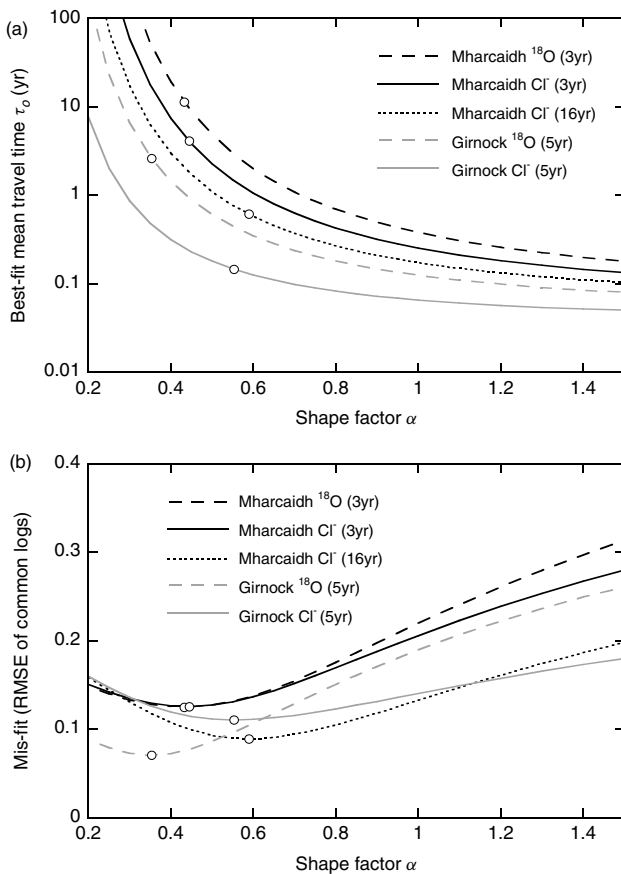 (a)
100
10
1
0.1
0.01
Best-fit mean travel time τo (yr)
Mharcaidh 18O (3yr)
Mharcaidh Cl- (3yr)
Mharcaidh Cl- (16yr)
Girnock 18O (5yr)
Girnock Cl- (5yr)
0.2 0.4 0.6 0.8 1 1.2 1.4
Shape factor α
(b)
0.4
0.3
0.2
0.1
0
Mis-fit (RMSE of common logs)
Mharcaidh 18O (3yr)
Mharcaidh Cl- (3yr)
Mharcaidh Cl- (16yr)
Girnock 18O (5yr)
Girnock Cl- (5yr)
0.2 0.4 0.6 0.8 1 1.2 1.4
Shape factor α